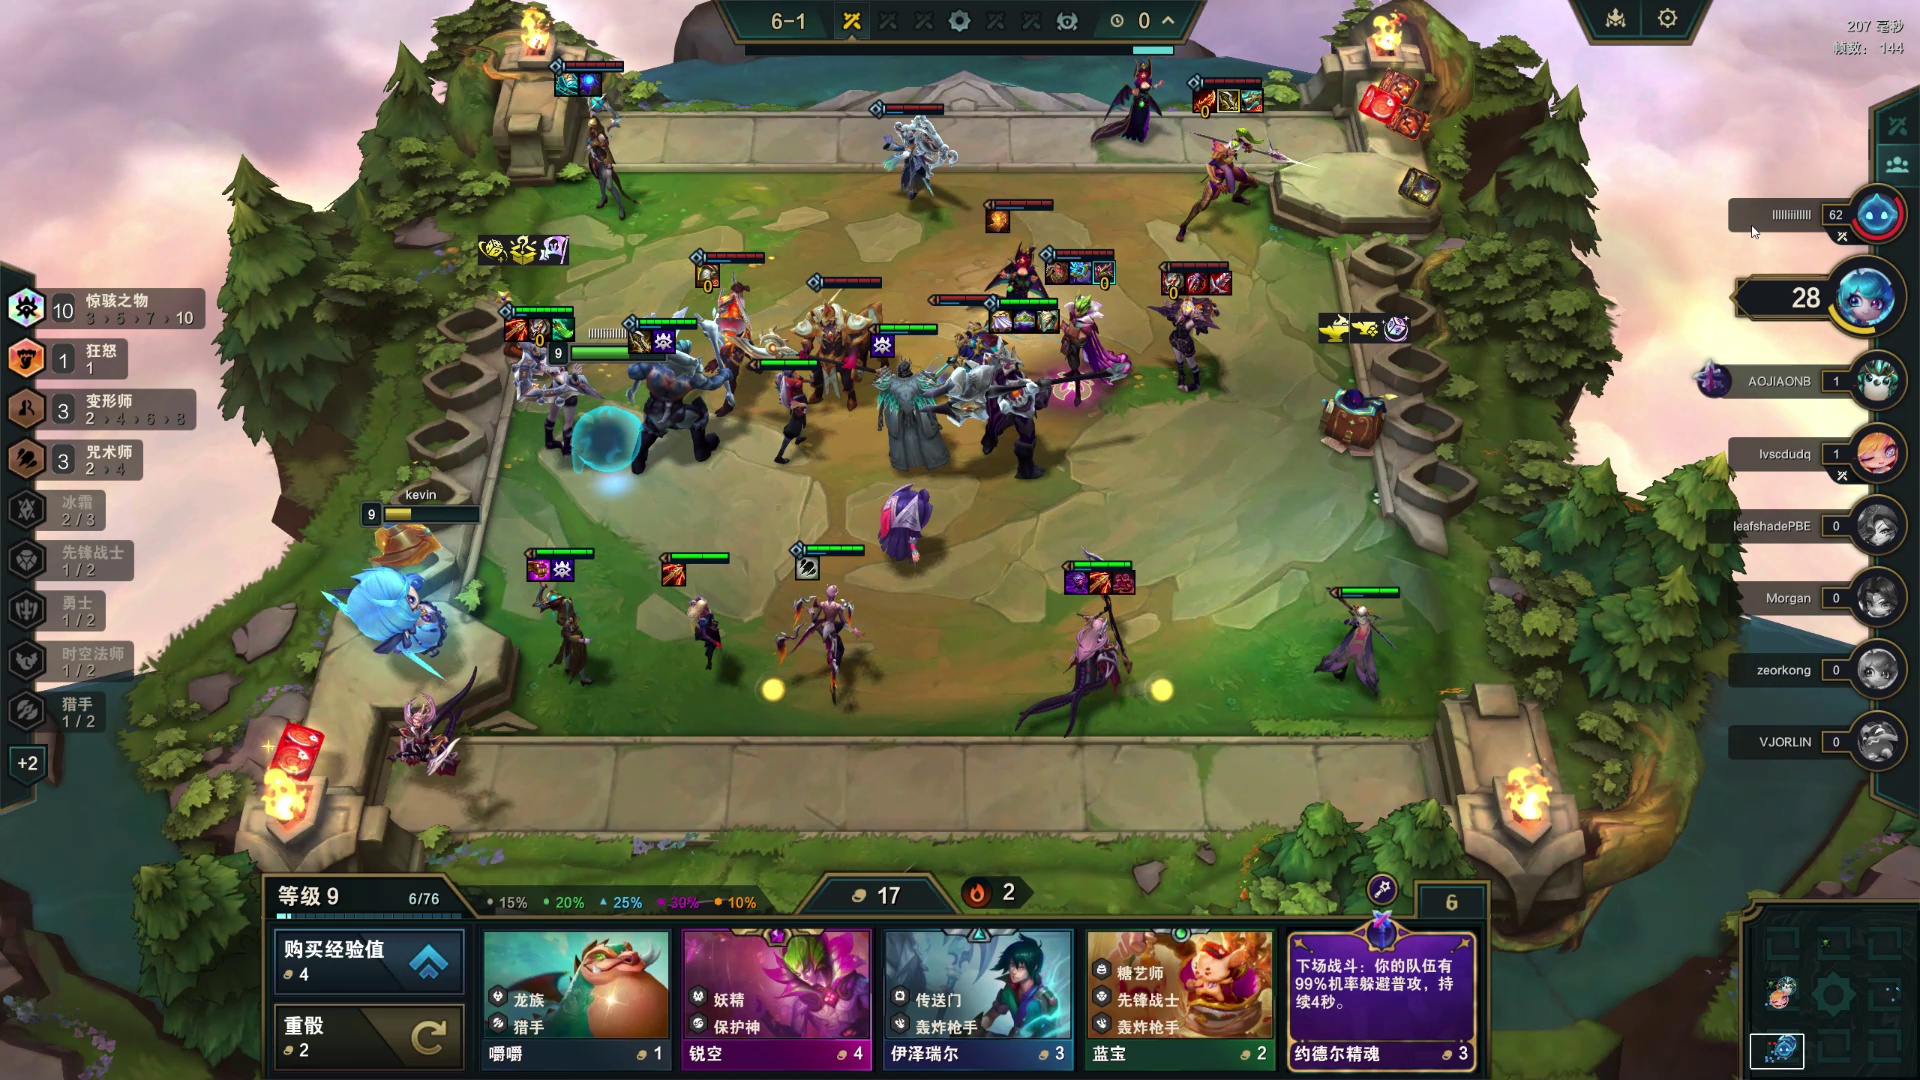 6-1
0
207 毫秒
帧数: 144
62
28
AOJIAONB
1
lvscdudq
1
leafshadePBE
0
Morgan
0
zeorkong
0
VJORLIN
0
10
惊骇之物
3 › 5 › 7 › 10
1
狂怒
1
3
变形师
2 › 4 › 6 › 8
3
咒术师
2 › 4
冰霜
2 / 3
先锋战士
1 / 2
勇士
1 / 2
时空法师
1 / 2
猎手
1 / 2
+2
0
0
0
0
0
9
9
kevin
等级 9
6/76
15%
20%
25%
30%
10%
17
2
6
购买经验值
4
重骰
2
龙族
猎手
嚼嚼
1
妖精
保护神
锐空
4
传送门
轰炸枪手
伊泽瑞尔
3
糖艺师
先锋战士
轰炸枪手
蓝宝
2
下场战斗：你的队伍有
99%机率躲避普攻，持
续4秒。
约德尔精魂
3